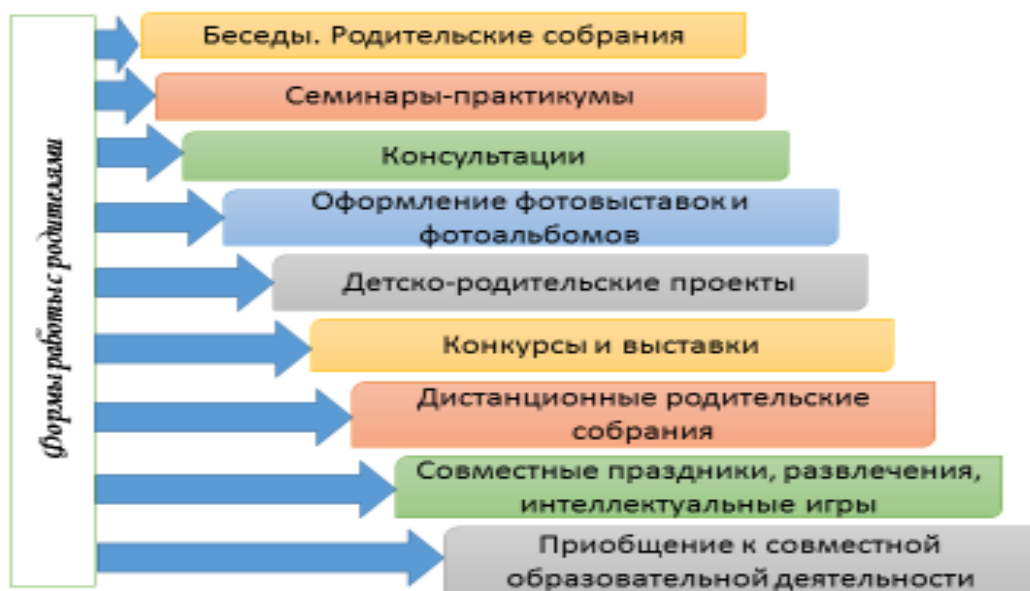 Формы работы с родителями
Беседы. Родительские собрания
Семинары-практикумы
Консультации
Оформление фотовыставок и
фотоальбомов
Детско-родительские проекты
Конкурсы и выставки
Дистанционные родительские
собрания
Совместные праздники, развлечения,
интеллектуальные игры
Приобщение к совместной
образовательной деятельности